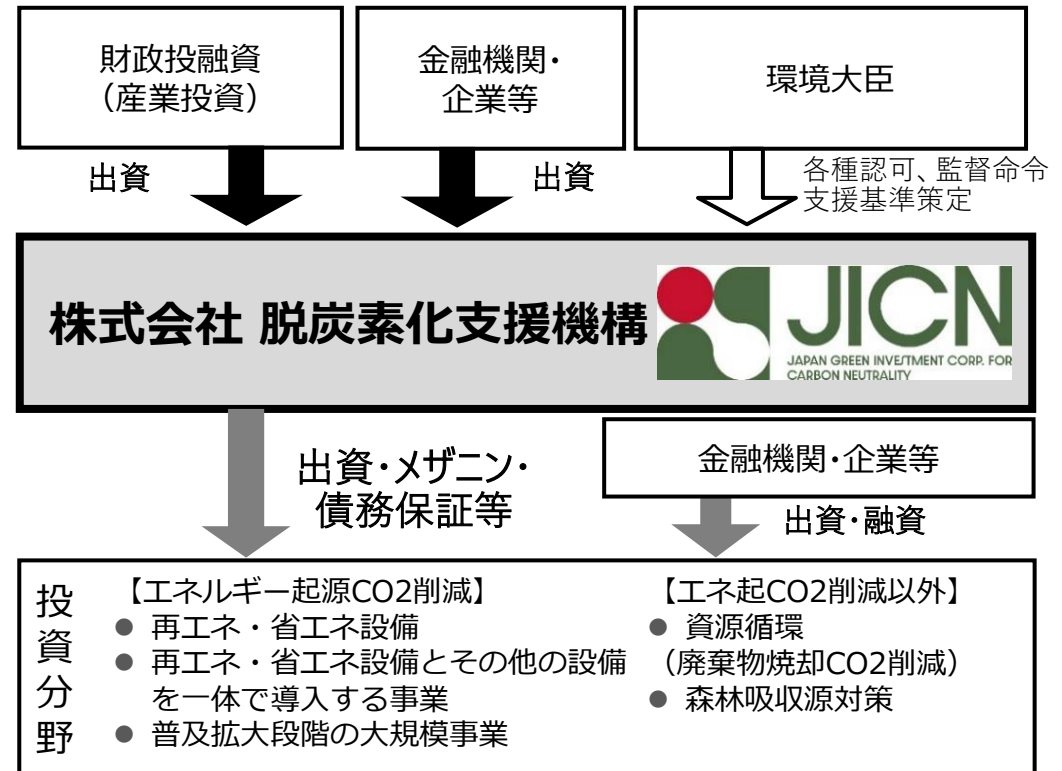 財政投融資
（産業投資）
金融機関・
企業等
環境大臣
出資
出資
各種認可、監督命令
支援基準策定
株式会社 脱炭素化支援機構
JICN
JAPAN GREEN INVESTMENT CORP. FOR
CARBON NEUTRALITY
出資・メザニン・
債務保証等
金融機関・企業等
出資・融資
投資分野
【エネルギー起源CO2削減】
● 再エネ・省エネ設備
● 再エネ・省エネ設備とその他の設備
を一体で導入する事業
● 普及拡大段階の大規模事業
【エネ起CO2削減以外】
● 資源循環
（廃棄物焼却CO2削減）
● 森林吸収源対策